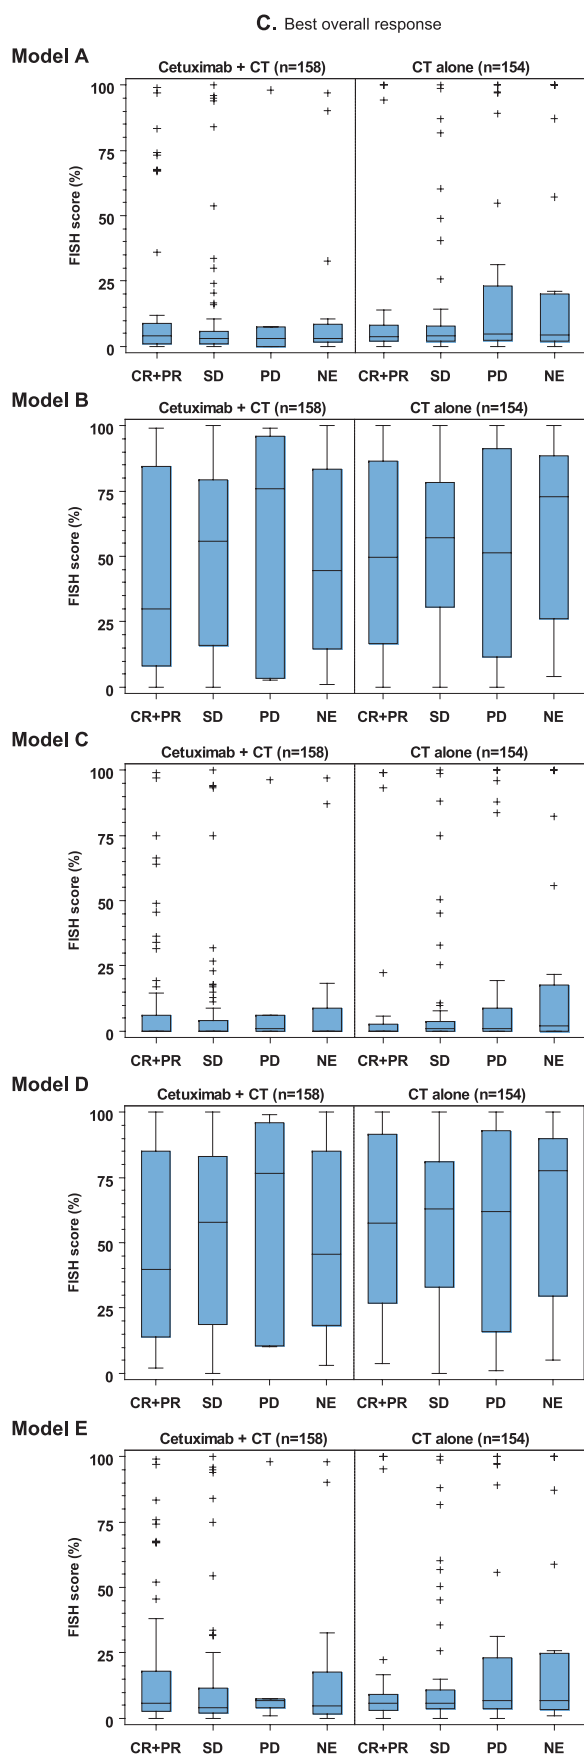 C. Best overall response
Model A
Cetuximab + CT (n=158) CT alone (n=154)
FISH score (%)
100
75
50
25
0
CR+PR SD PD NE CR+PR SD PD NE
Model B
Cetuximab + CT (n=158) CT alone (n=154)
FISH score (%)
100
75
50
25
0
CR+PR SD PD NE CR+PR SD PD NE
Model C
Cetuximab + CT (n=158) CT alone (n=154)
FISH score (%)
100
75
50
25
0
CR+PR SD PD NE CR+PR SD PD NE
Model D
Cetuximab + CT (n=158) CT alone (n=154)
FISH score (%)
100
75
50
25
0
CR+PR SD PD NE CR+PR SD PD NE
Model E
Cetuximab + CT (n=158) CT alone (n=154)
FISH score (%)
100
75
50
25
0
CR+PR SD PD NE CR+PR SD PD NE